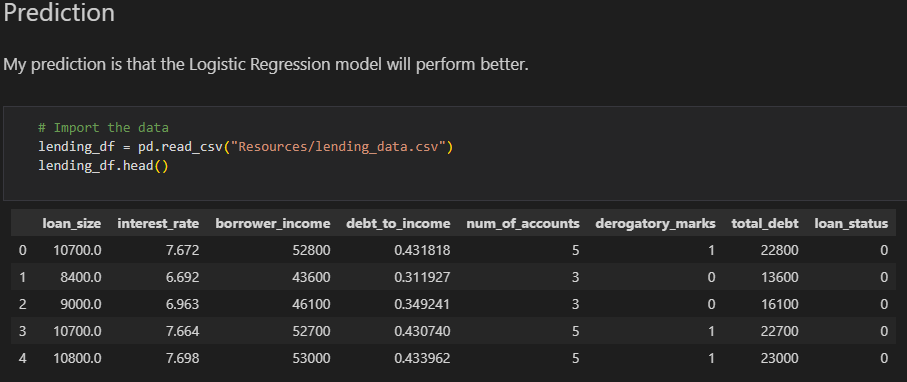 Prediction
My prediction is that the Logistic Regression model will perform better.
# Import the data
lending_df = pd.read_csv("Resources/lending_data.csv")
lending_df.head()
loan_size interest_rate borrower_income debt_to_income num_of_accounts derogatory_marks total_debt loan_status
0 10700.0 7.672 52800 0.431818 5 1 22800 0
1 8400.0 6.692 43600 0.311927 3 0 13600 0
2 9000.0 6.963 46100 0.349241 3 0 16100 0
3 10700.0 7.664 52700 0.430740 5 1 22700 0
4 10800.0 7.698 53000 0.433962 5 1 23000 0